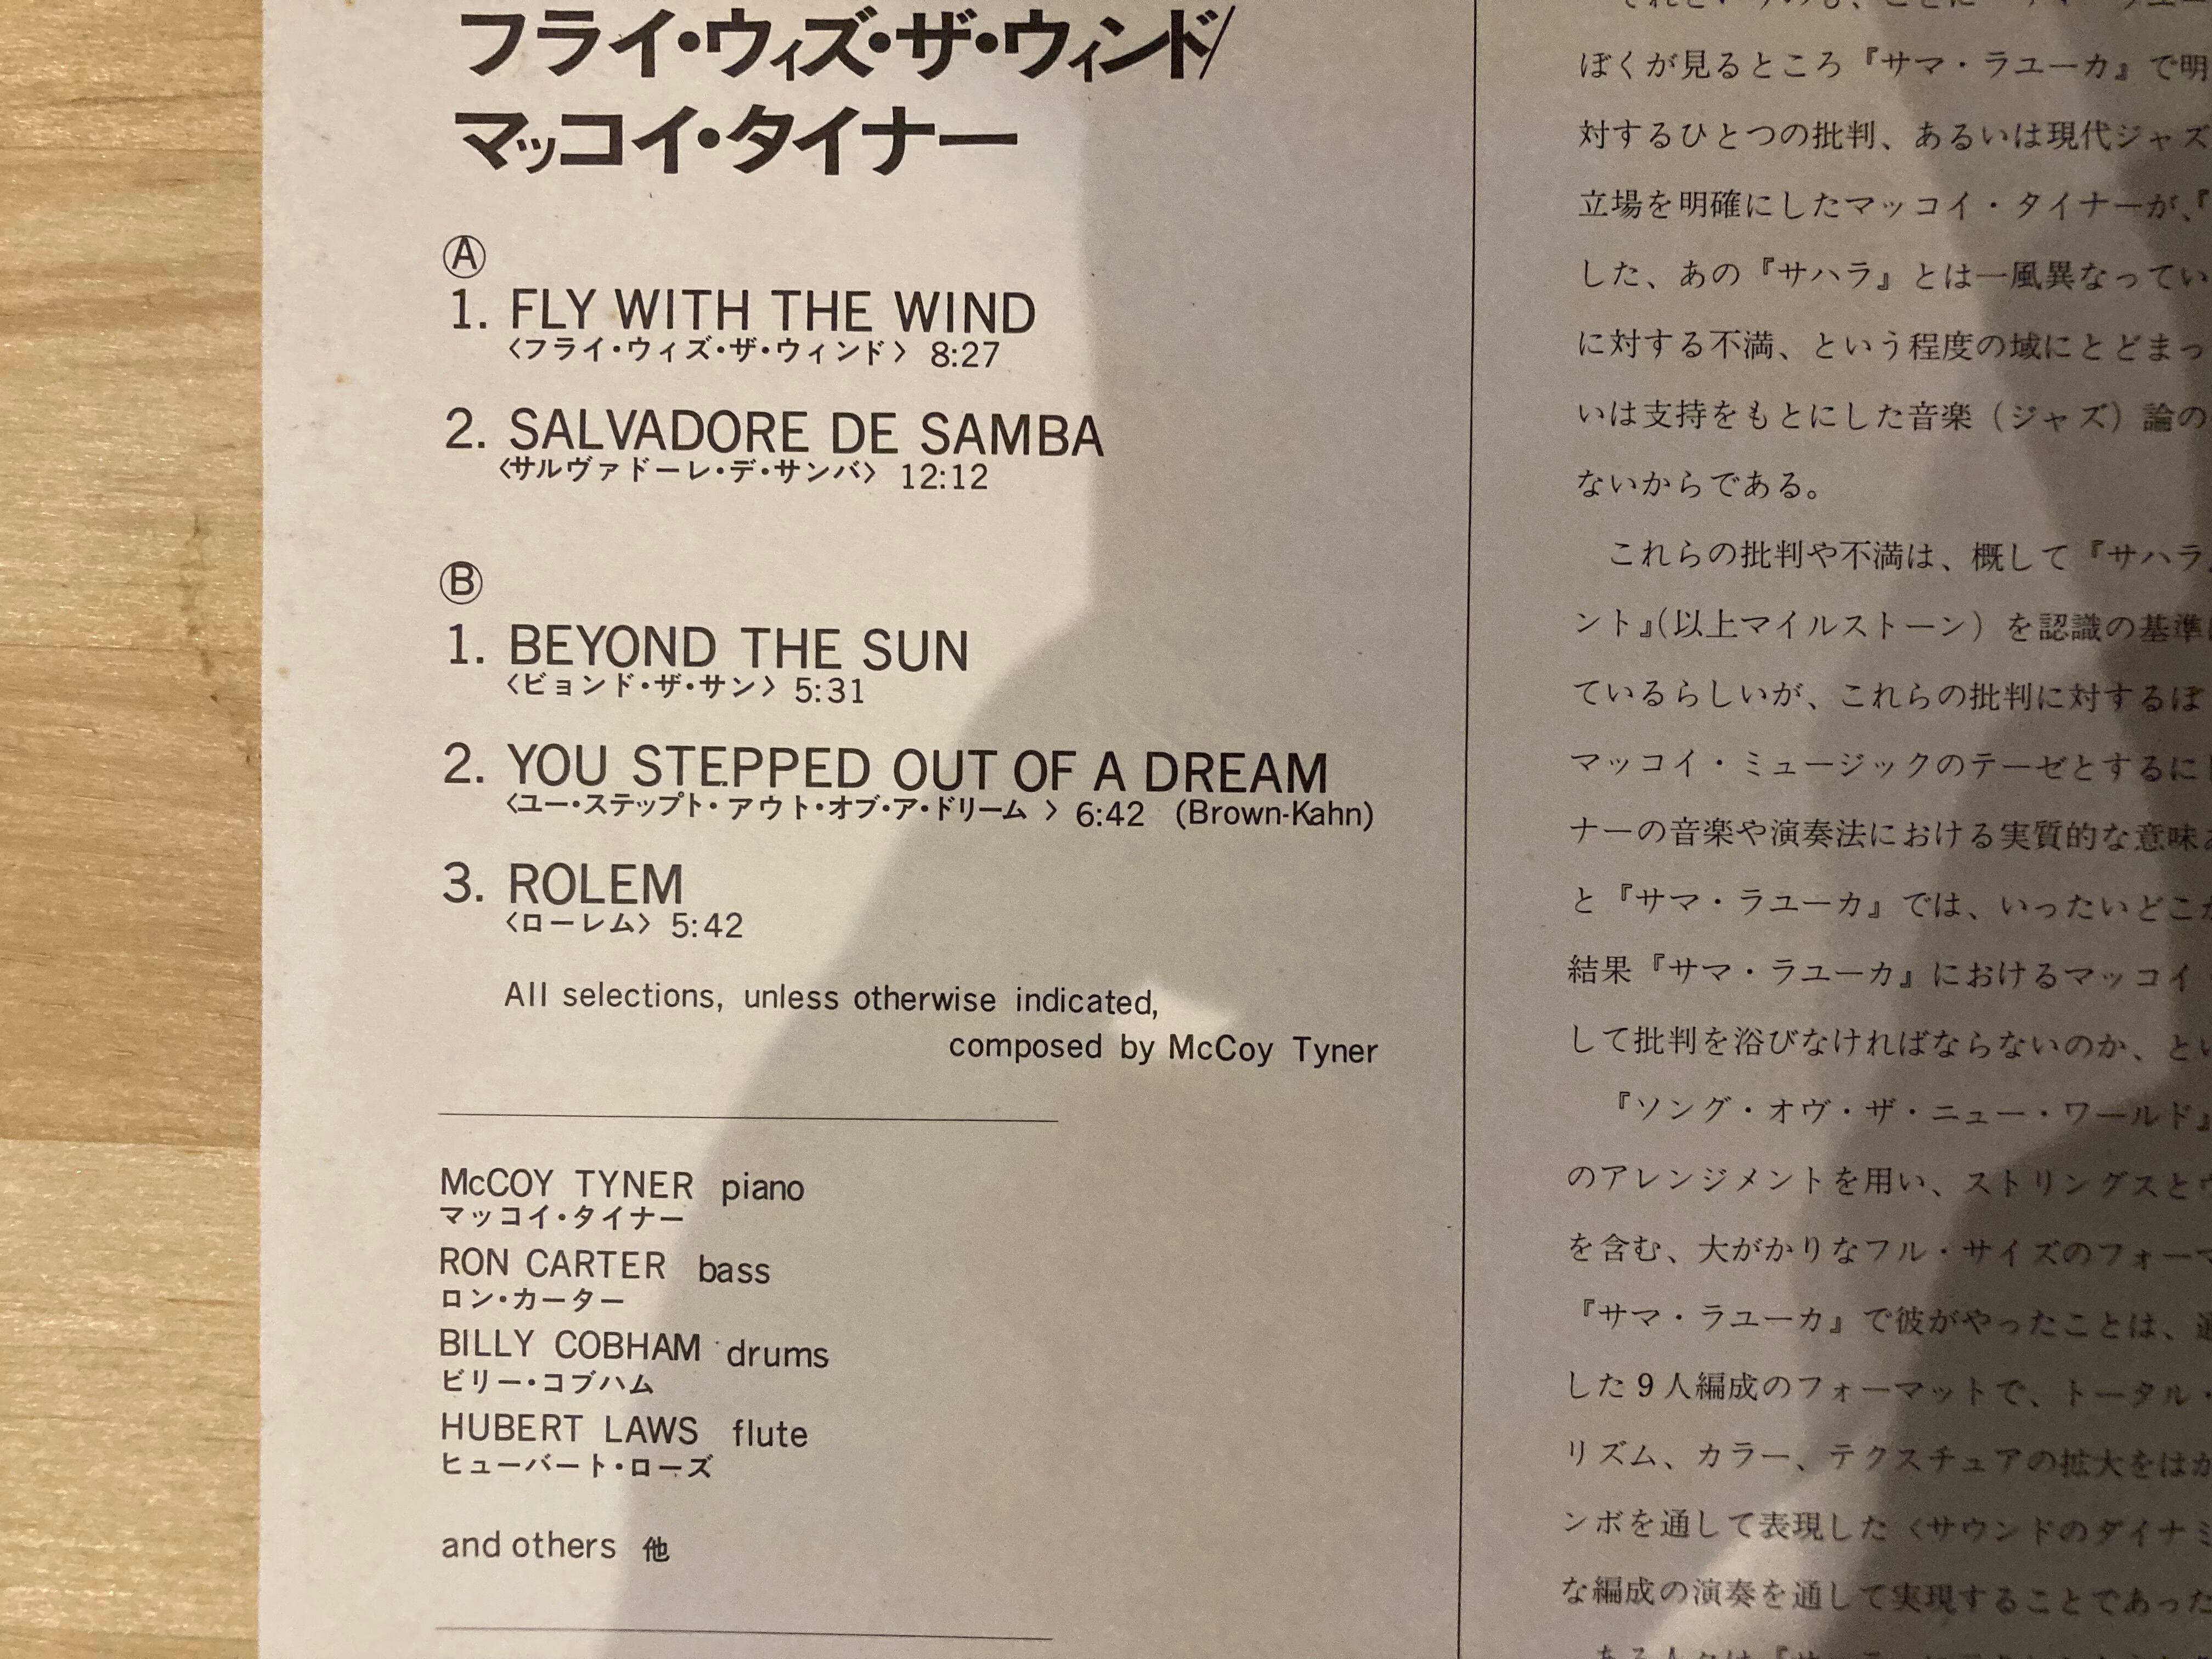 フライ・ウィズ・ザ・ウィンド/
マッコイ・タイナー
Ⓐ
1. FLY WITH THE WIND
〈フライ・ウィズ・ザ・ウィンド〉 8:27
2. SALVADORE DE SAMBA
〈サルヴァドーレ・デ・サンバ〉 12:12
Ⓑ
1. BEYOND THE SUN
〈ビヨンド・ザ・サン〉 5:31
2. YOU STEPPED OUT OF A DREAM
〈ユー・ステップト・アウト・オブ・ア・ドリーム 〉 6:42 (Brown-Kahn)
3. ROLEM
〈ローレム〉 5:42
All selections, unless otherwise indicated,
composed by McCoy Tyner
McCOY TYNER piano
マッコイ・タイナー
RON CARTER bass
ロン・カーター
BILLY COBHAM drums
ビリー・コブハム
HUBERT LAWS flute
ヒューバート・ローズ
and others 他
ぼくが見るところ『サマ・ラユーカ』で明
対するひとつの批判、あるいは現代ジャズ
立場を明確にしたマッコイ・タイナーが、『
した、あの『サハラ』とは一風異なってい
に対する不満、という程度の域にとどまっ
いは支持をもとにした音楽（ジャズ）論の
ないからである。
これらの批判や不満は、概して『サハラ
ント』（以上マイルストーン）を認識の基準
ているらしいが、これらの批判に対するぼ
マッコイ・ミュージックのテーゼとするに
ナーの音楽や演奏法における実質的な意味
と『サマ・ラユーカ』では、いったいどこ
結果『サマ・ラユーカ』におけるマッコイ
して批判を浴びなければならないのか、とい
『ソング・オヴ・ザ・ニュー・ワールド』
のアレンジメントを用い、ストリングスと
を含む、大がかりなフル・サイズのフォーマ
『サマ・ラユーカ』で彼がやったことは、
した９人編成のフォーマットで、トータル・
リズム、カラー、テクスチュアの拡大をはか
ンボを通して表現した〈サウンドのダイナミ
な編成の演奏を通して実現することであった